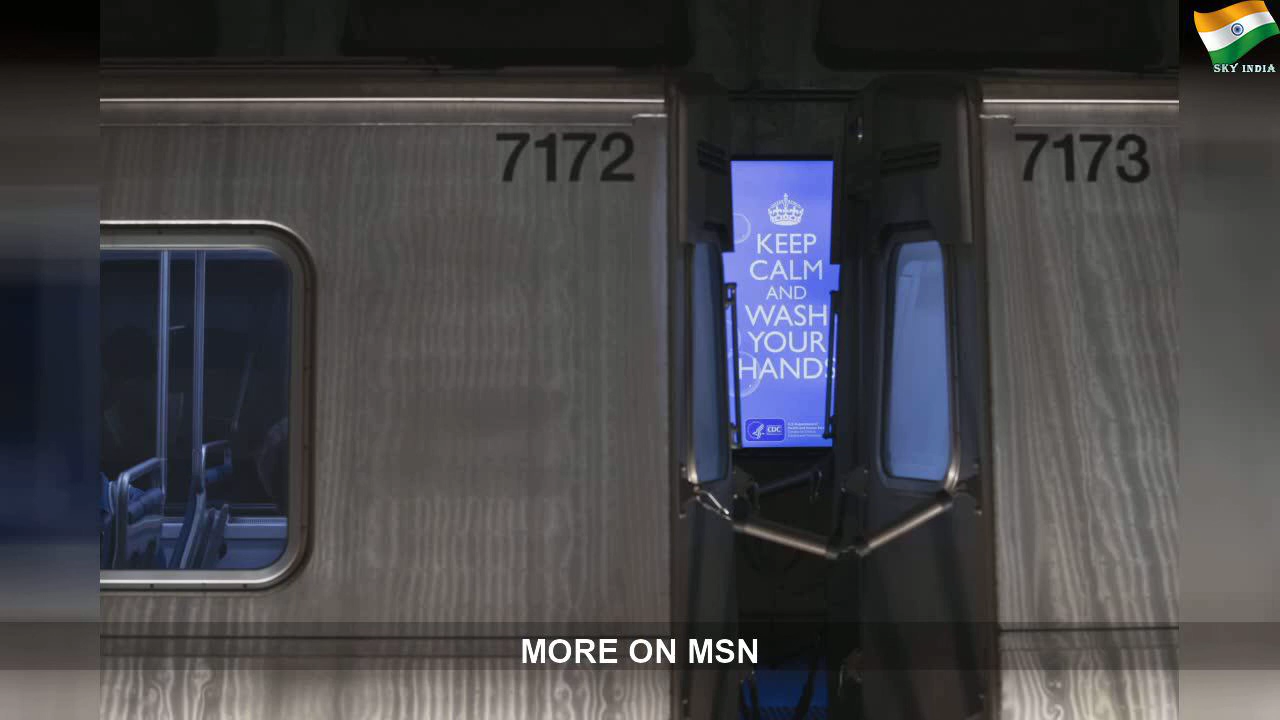 SKY INDIA
7172
7173
KEEP
CALM
AND
WASH
YOUR
HANDS
CDC
MORE ON MSN